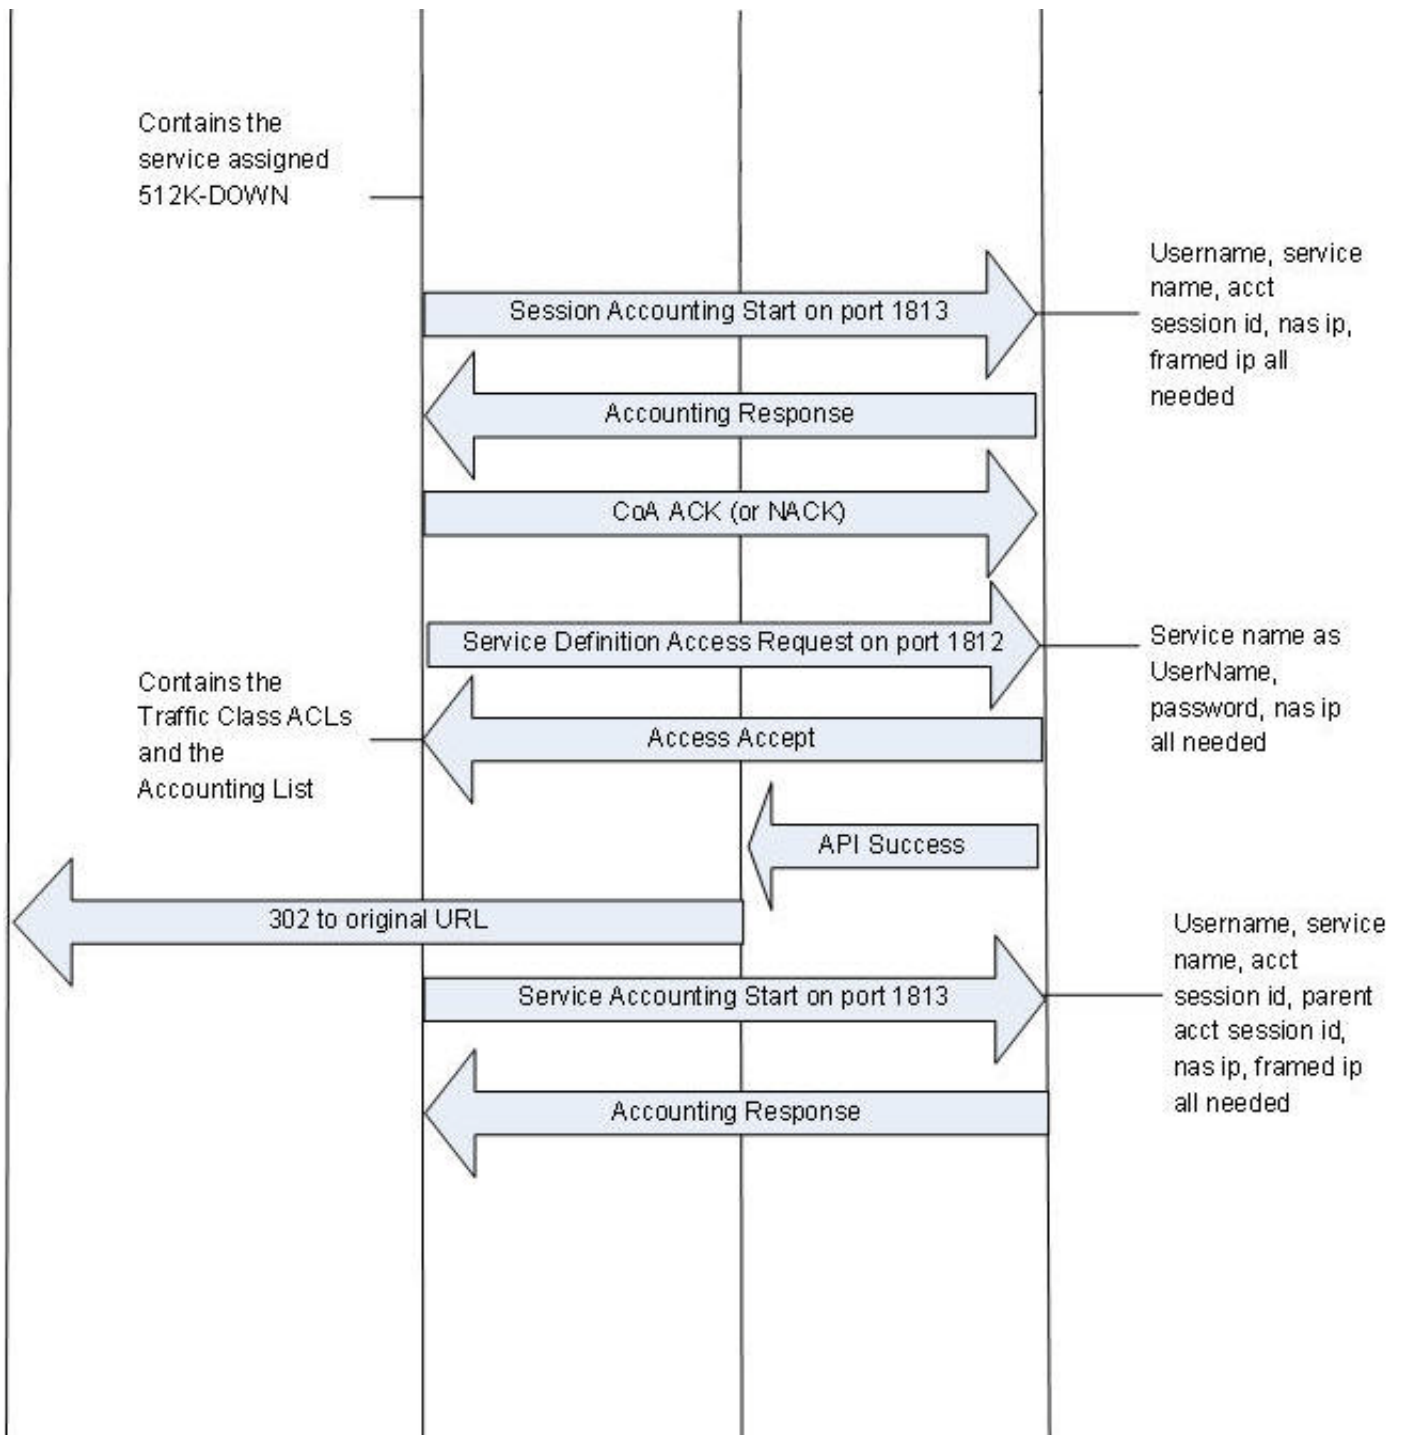 Contains the
service assigned
512K-DOWN
Username, service
name, acct
session id, nas ip,
framed ip all
needed
Session Accounting Start on port 1813
Accounting Response
CoA ACK (or NACK)
Service Definition Access Request on port 1812
Service name as
UserName,
password, nas ip
all needed
Contains the
Traffic Class ACLs
and the
Accounting List
Access Accept
API Success
302 to original URL
Username, service
name, acct
session id, parent
acct session id,
nas ip, framed ip
all needed
Service Accounting Start on port 1813
Accounting Response